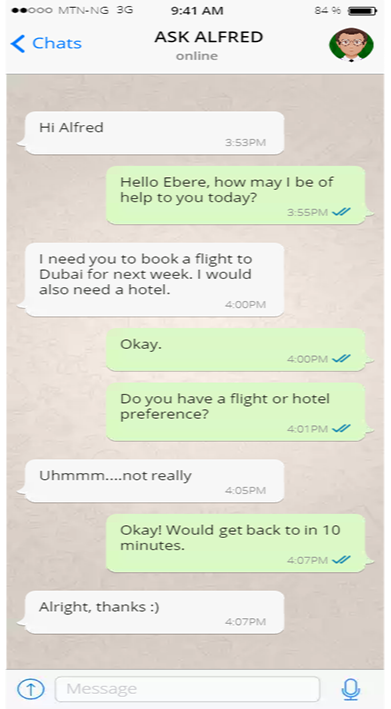 MTN-NG 3G 9:41 AM 84 %
Chats ASK ALFRED
online
Hi Alfred
3:53PM
Hello Ebere, how may I be of
help to you today?
3:55PM
I need you to book a flight to
Dubai for next week. I would
also need a hotel.
4:00PM
Okay.
4:00PM
Do you have a flight or hotel
preference?
4:01PM
Uhmmm....not really
4:05PM
Okay! Would get back to in 10
minutes.
4:07PM
Alright, thanks :)
4:07PM
Message